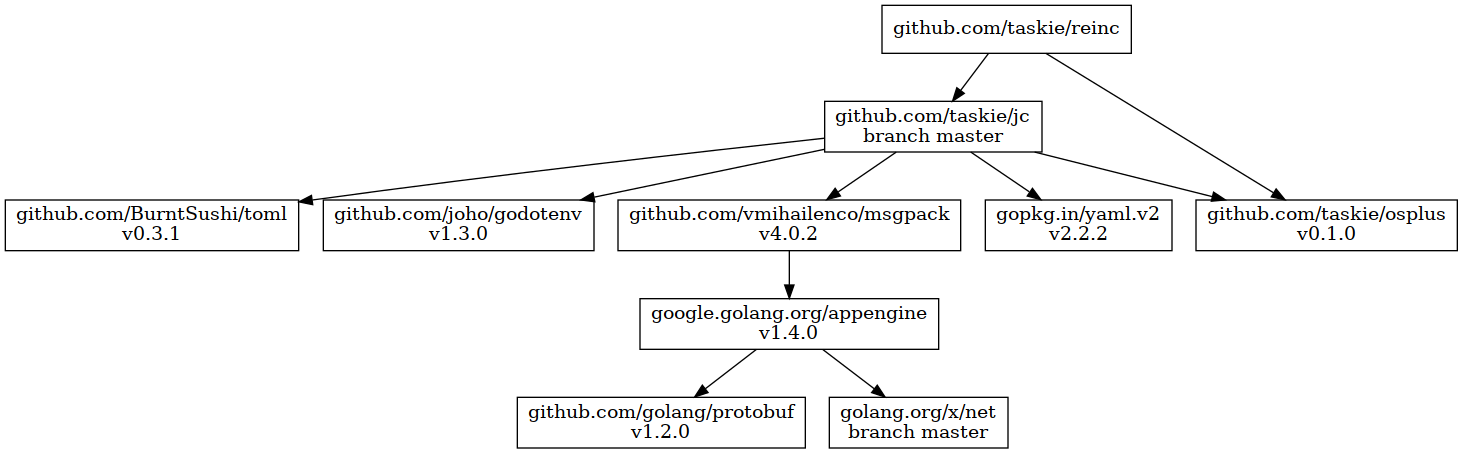 github.com/taskie/reinc
github.com/taskie/jc
branch master
github.com/BurntSushi/toml
v0.3.1
github.com/joho/godotenv
v1.3.0
github.com/vmihailenco/msgpack
v4.0.2
gopkg.in/yaml.v2
v2.2.2
github.com/taskie/osplus
v0.1.0
google.golang.org/appengine
v1.4.0
github.com/golang/protobuf
v1.2.0
golang.org/x/net
branch master